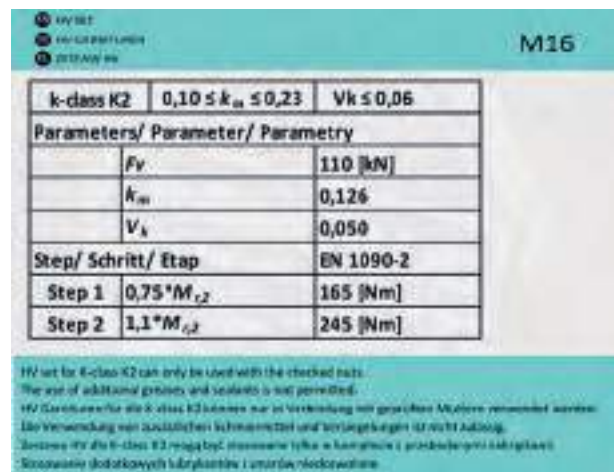 EN HV SET
DE HV-GARNITUREN
PL ZESTAW HV
M16
k-class K2 0,10 ≤ km ≤ 0,23 Vk ≤ 0,06
Parameters/ Parameter/ Parametry
Fv 110 [kN]
km 0,126
Vk 0,050
Step/ Schritt/ Etap EN 1090-2
Step 1 0,75*Mr,2 165 [Nm]
Step 2 1,1*Mr,2 245 [Nm]
HV set for K-class K2 can only be used with the checked nuts.
The use of additional greases and sealants is not permitted.
HV Garnituren für die K-class K2 können nur in Verbindung mit geprüften Muttern verwendet werden.
Die Verwendung von zusätzlichen Schmiermittel und Versiegelungen ist nicht zulässig.
Zestawy HV dla K-class K2 mogą być stosowane tylko w komplecie z przebadanymi nakrętkami.
Stosowanie dodatkowych lubrykantów i smarów niedozwolone